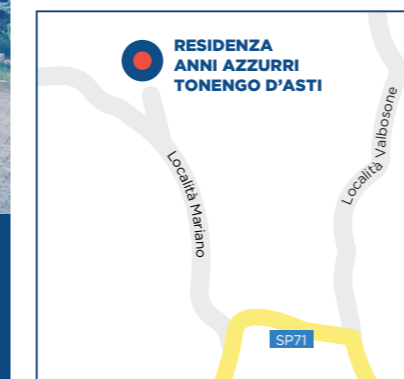 RESIDENZA
ANNI AZZURRI
TONENGO D'ASTI
Località Valbosone
Località Mariano
SP71